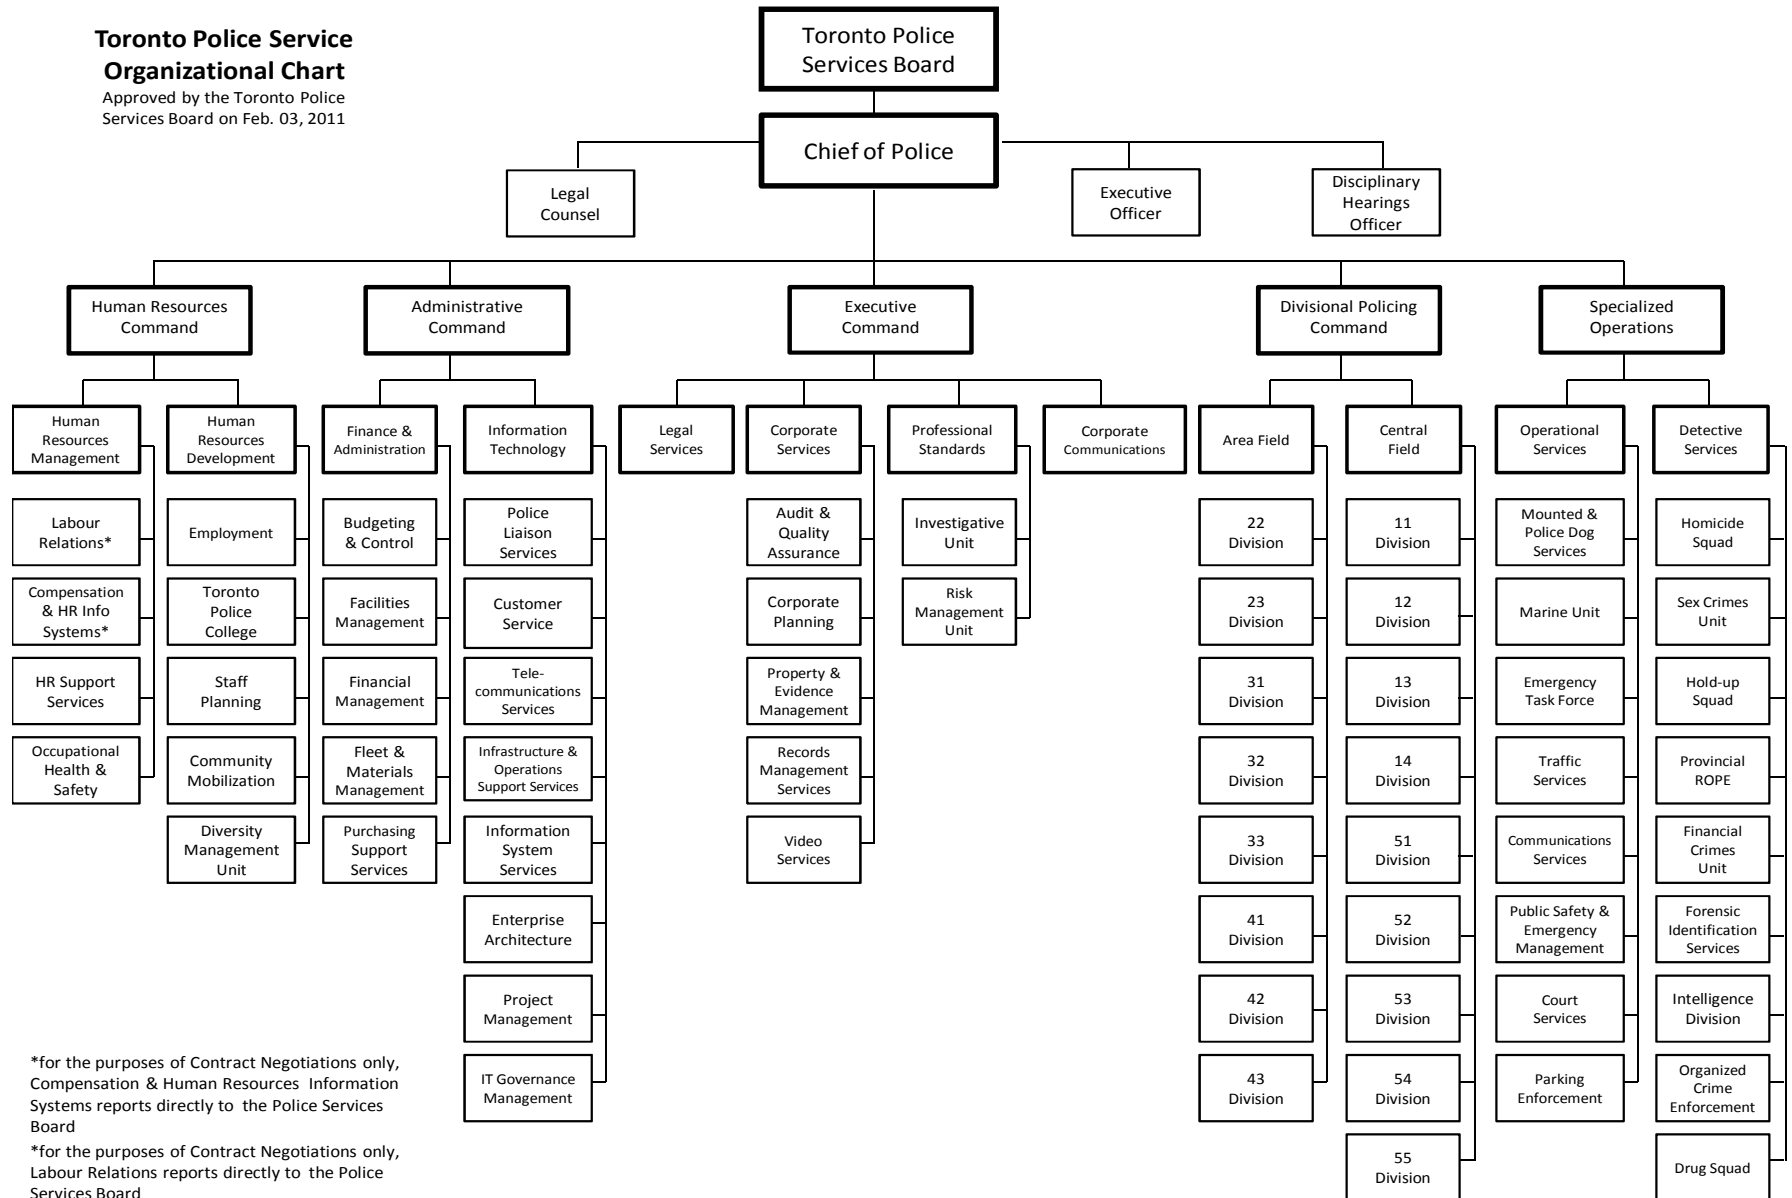 Toronto Police Service
Organizational Chart
Approved by the Toronto Police
Services Board on Feb. 03, 2011
Toronto Police
Services Board
Chief of Police
Legal
Counsel
Executive
Officer
Disciplinary
Hearings
Officer
Human Resources
Command
Administrative
Command
Executive
Command
Divisional Policing
Command
Specialized
Operations
Human
Resources
Management
Human
Resources
Development
Finance &
Administration
Information
Technology
Legal
Services
Corporate
Services
Professional
Standards
Corporate
Communications
Area Field
Central
Field
Operational
Services
Detective
Services
Labour
Relations*
Compensation
& HR Info
Systems*
HR Support
Services
Occupational
Health &
Safety
Employment
Toronto
Police
College
Staff
Planning
Community
Mobilization
Diversity
Management
Unit
Budgeting
& Control
Facilities
Management
Financial
Management
Fleet &
Materials
Management
Purchasing
Support
Services
Police
Liaison
Services
Customer
Service
Tele-
communications
Services
Infrastructure &
Operations
Support Services
Information
System
Services
Enterprise
Architecture
Project
Management
IT Governance
Management
Audit &
Quality
Assurance
Corporate
Planning
Property &
Evidence
Management
Records
Management
Services
Video
Services
Investigative
Unit
Risk
Management
Unit
22
Division
23
Division
31
Division
32
Division
33
Division
41
Division
42
Division
43
Division
11
Division
12
Division
13
Division
14
Division
51
Division
52
Division
53
Division
54
Division
55
Division
Mounted &
Police Dog
Services
Marine Unit
Emergency
Task Force
Traffic
Services
Communications
Services
Public Safety &
Emergency
Management
Court
Services
Parking
Enforcement
Homicide
Squad
Sex Crimes
Unit
Hold-up
Squad
Provincial
ROPE
Financial
Crimes
Unit
Forensic
Identification
Services
Intelligence
Division
Organized
Crime
Enforcement
Drug Squad
*for the purposes of Contract Negotiations only,
Compensation & Human Resources Information
Systems reports directly to the Police Services
Board
*for the purposes of Contract Negotiations only,
Labour Relations reports directly to the Police
Services Board